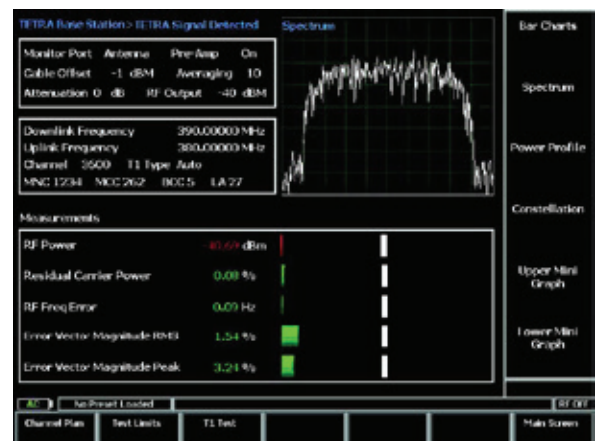 TETRA Base Station> TETRA Signal Detected
Spectrum
Bar Charts
Monitor Port Antenna Pre-Amp On
Cable Offset -1 dBM Averaging 10
Attenuation 0 dB RF Output -40 dBM
Spectrum
Downlink Frequency 390.00000 MHz
Uplink Frequency 380.00000 MHz
Channel 3600 T1 Type Auto
MNC 1234 MCC 262 BCC 5 LA 27
Power Profile
Measurements
Constellation
RF Power -40.69 dBm
Residual Carrier Power 0.08 %
Upper Mini
Graph
RF Freq Error 0.09 Hz
Error Vector Magnitude RMS 1.54 %
Lower Mini
Graph
Error Vector Magnitude Peak 3.24 %
AC No Preset Loaded RF OFF
Channel Plan Test Limits T1 Test Main Screen